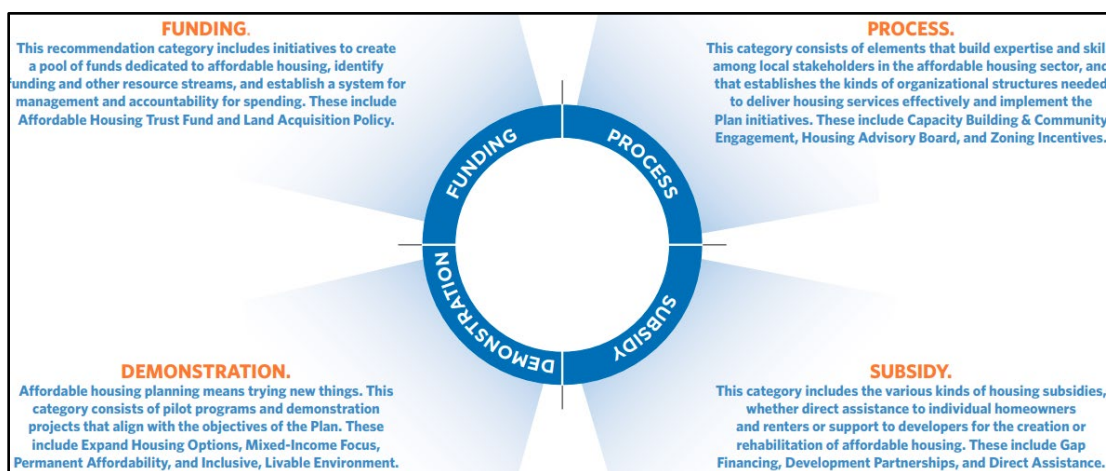 FUNDING.
This recommendation category includes initiatives to create
a pool of funds dedicated to affordable housing, identify
funding and other resource streams, and establish a system for
management and accountability for spending. These include
Affordable Housing Trust Fund and Land Acquisition Policy.
PROCESS.
This category consists of elements that build expertise and skill
among local stakeholders in the affordable housing sector, and
that establishes the kinds of organizational structures needed
to deliver housing services effectively and implement the
Plan initiatives. These include Capacity Building & Community
Engagement, Housing Advisory Board, and Zoning Incentives.
FUNDING
PROCESS
DEMONSTRATION
SUBSIDY
DEMONSTRATION.
Affordable housing planning means trying new things. This
category consists of pilot programs and demonstration
projects that align with the objectives of the Plan. These
include Expand Housing Options, Mixed-Income Focus,
Permanent Affordability, and Inclusive, Livable Environment.
SUBSIDY.
This category includes the various kinds of housing subsidies,
whether direct assistance to individual homeowners
and renters or support to developers for the creation or
rehabilitation of affordable housing. These include Gap
Financing, Development Partnerships, and Direct Assistance.